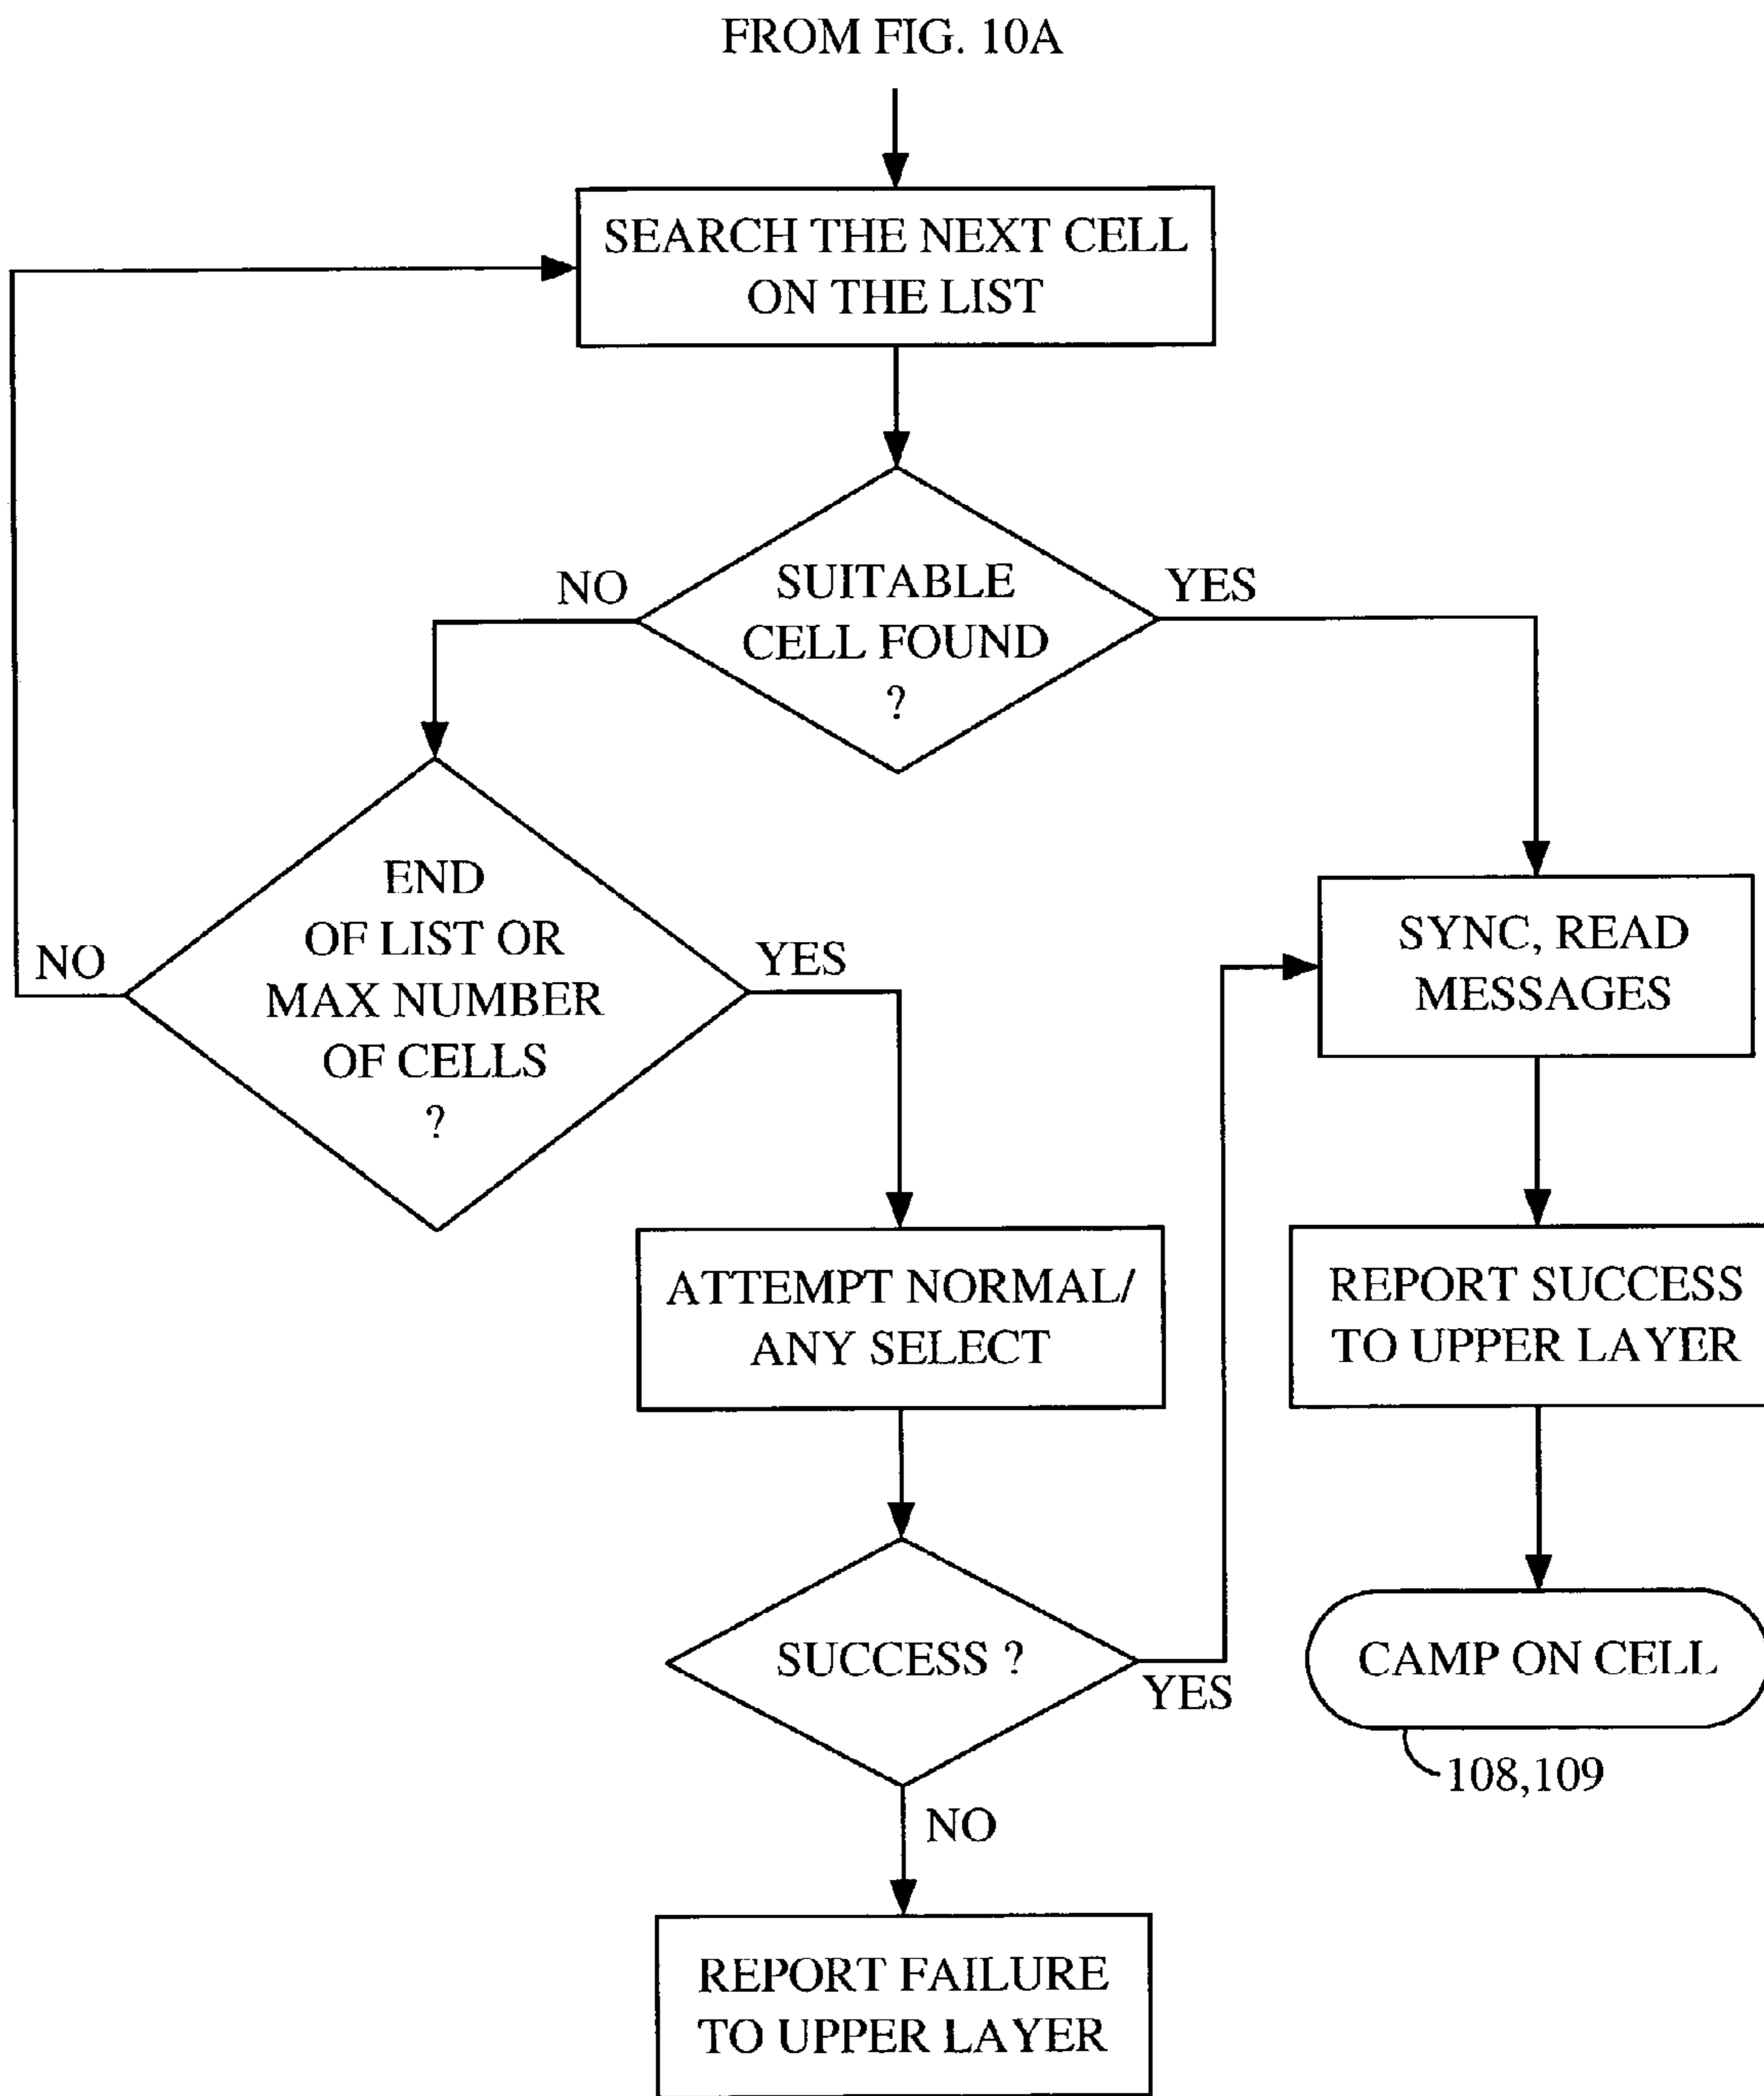 FROM FIG. 10A
SEARCH THE NEXT CELL
ON THE LIST
NO
SUITABLE
CELL FOUND
?
YES
END
OF LIST OR
MAX NUMBER
OF CELLS
?
NO
YES
SYNC, READ
MESSAGES
ATTEMPT NORMAL/
ANY SELECT
REPORT SUCCESS
TO UPPER LAYER
SUCCESS ?
YES
CAMP ON CELL
108,109
NO
REPORT FAILURE
TO UPPER LAYER